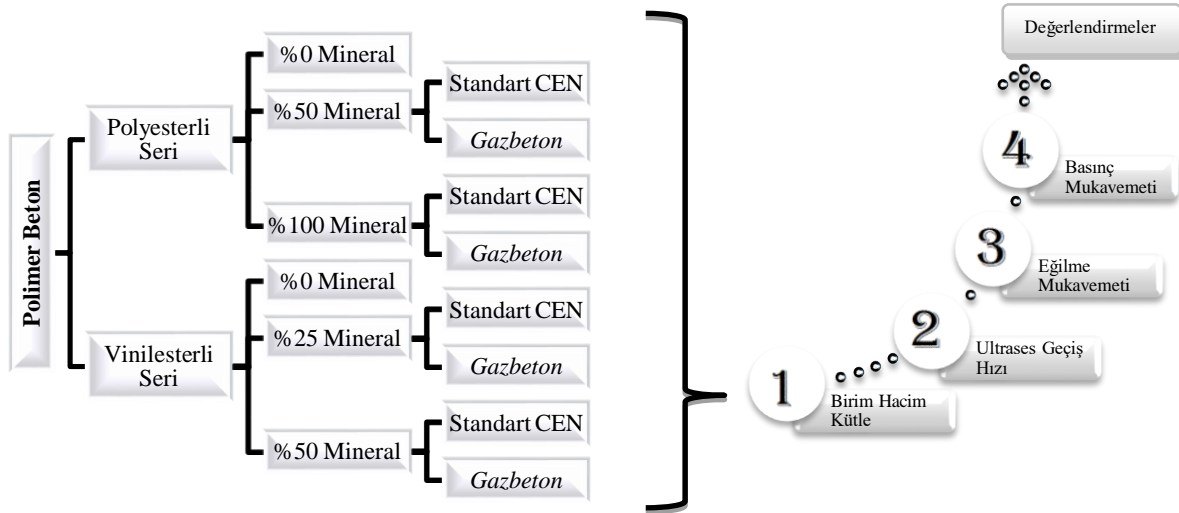 Polimer Beton
Polyesterli
Seri
%0 Mineral
%50 Mineral
Standart CEN
Gazbeton
%100 Mineral
Standart CEN
Gazbeton
Vinilesterli
Seri
%0 Mineral
%25 Mineral
Standart CEN
Gazbeton
%50 Mineral
Standart CEN
Gazbeton
1
Birim Hacim
Kütle
2
Ultrases Geçiş
Hızı
3
Eğilme
Mukavemeti
4
Basınç
Mukavemeti
Değerlendirmeler